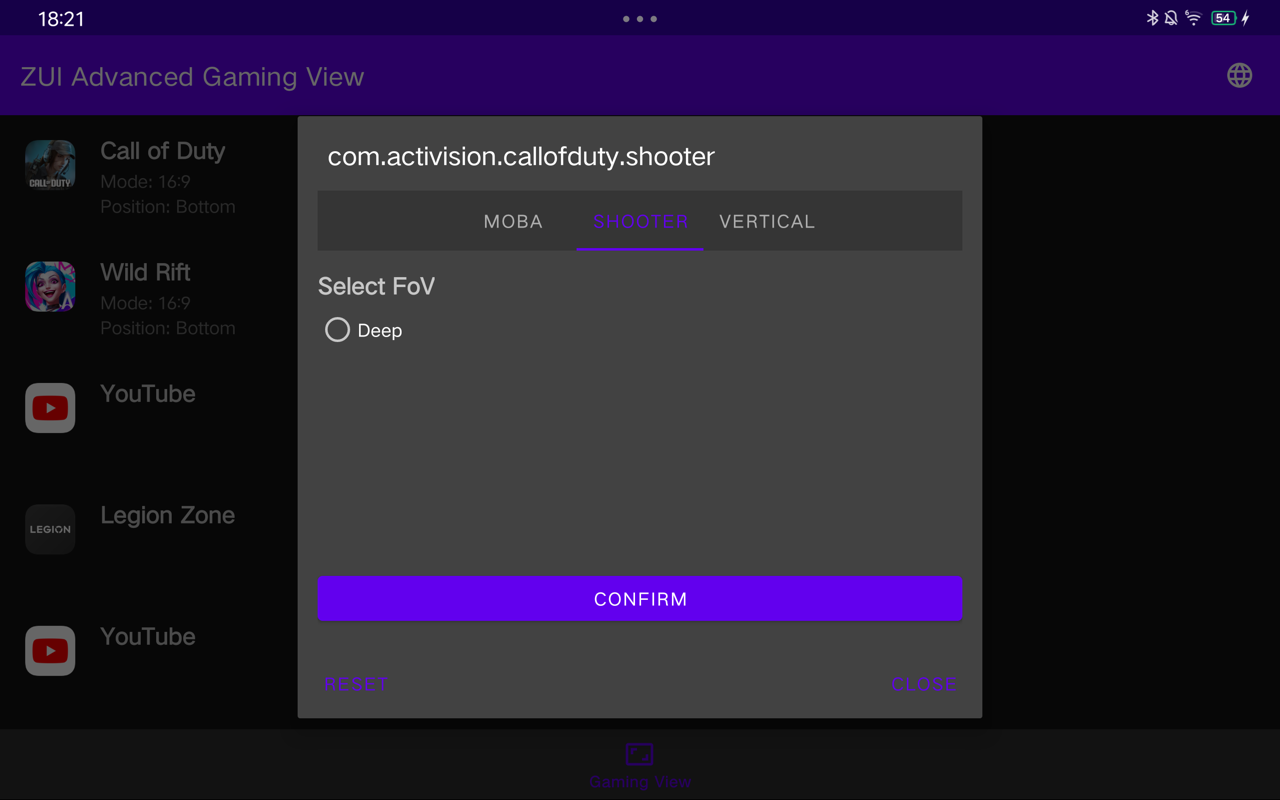 18:21
54
ZUI Advanced Gaming View
Call of Duty
Mode: 16:9
Position: Bottom
CALL OF DUTY
Wild Rift
Mode: 16:9
Position: Bottom
YouTube
Legion Zone
LEGION
YouTube
com.activision.callofduty.shooter
MOBA SHOOTER VERTICAL
Select FoV
Deep
CONFIRM
RESET CLOSE
Gaming View